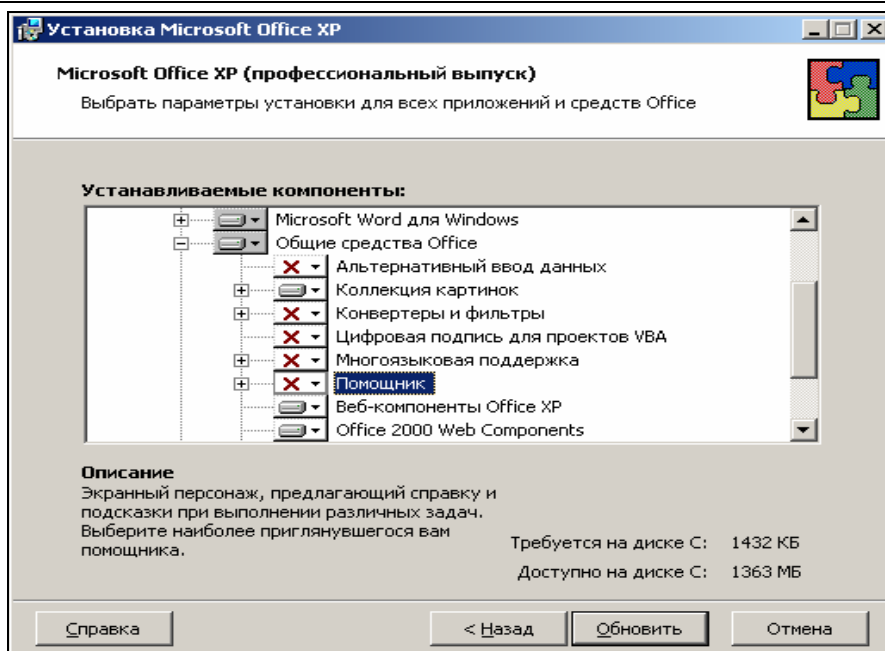 Установка Microsoft Office XP
Microsoft Office XP (профессиональный выпуск)
Выбрать параметры установки для всех приложений и средств Office
Устанавливаемые компоненты:
Microsoft Word для Windows
Общие средства Office
Альтернативный ввод данных
Коллекция картинок
Конвертеры и фильтры
Цифровая подпись для проектов VBA
Многоязыковая поддержка
Помощник
Веб-компоненты Office XP
Office 2000 Web Components
Описание
Экранный персонаж, предлагающий справку и
подсказки при выполнении различных задач.
Выберите наиболее приглянувшегося вам
помощника.
Требуется на диске C: 1432 КБ
Доступно на диске C: 1363 МБ
Справка
< Назад
Обновить
Отмена